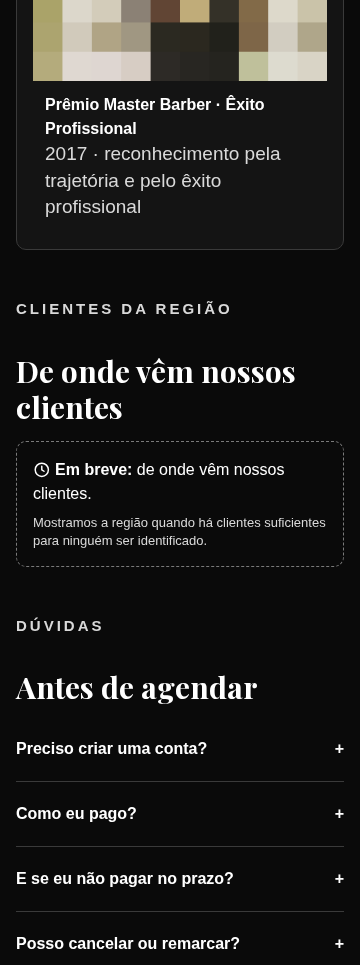 Prêmio Master Barber · Êxito
Profissional
2017 · reconhecimento pela
trajetória e pelo êxito
profissional
CLIENTES DA REGIÃO
De onde vêm nossos
clientes
Em breve: de onde vêm nossos
clientes.
Mostramos a região quando há clientes suficientes
para ninguém ser identificado.
DÚVIDAS
Antes de agendar
Preciso criar uma conta? +
Como eu pago? +
E se eu não pagar no prazo? +
Posso cancelar ou remarcar? +